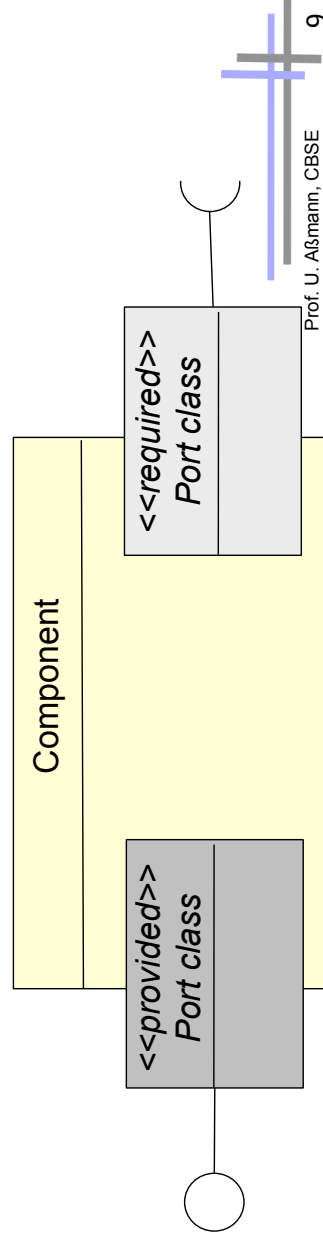 Component
<<provided>>
Port class
<<required>>
Port class
Prof. U. Aßmann, CBSE
9